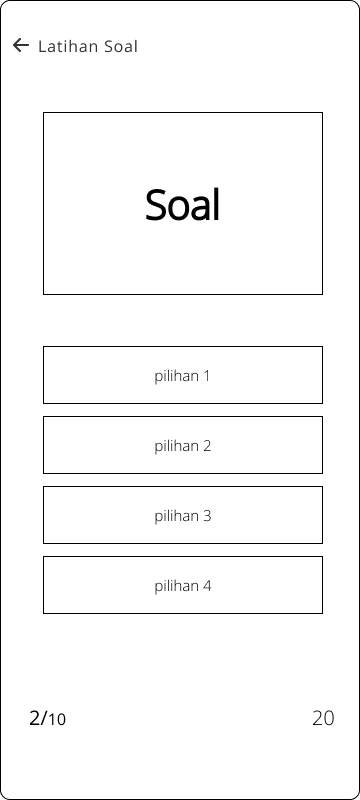 Latihan Soal
Soal
pilihan 1
pilihan 2
pilihan 3
pilihan 4
2/10
20